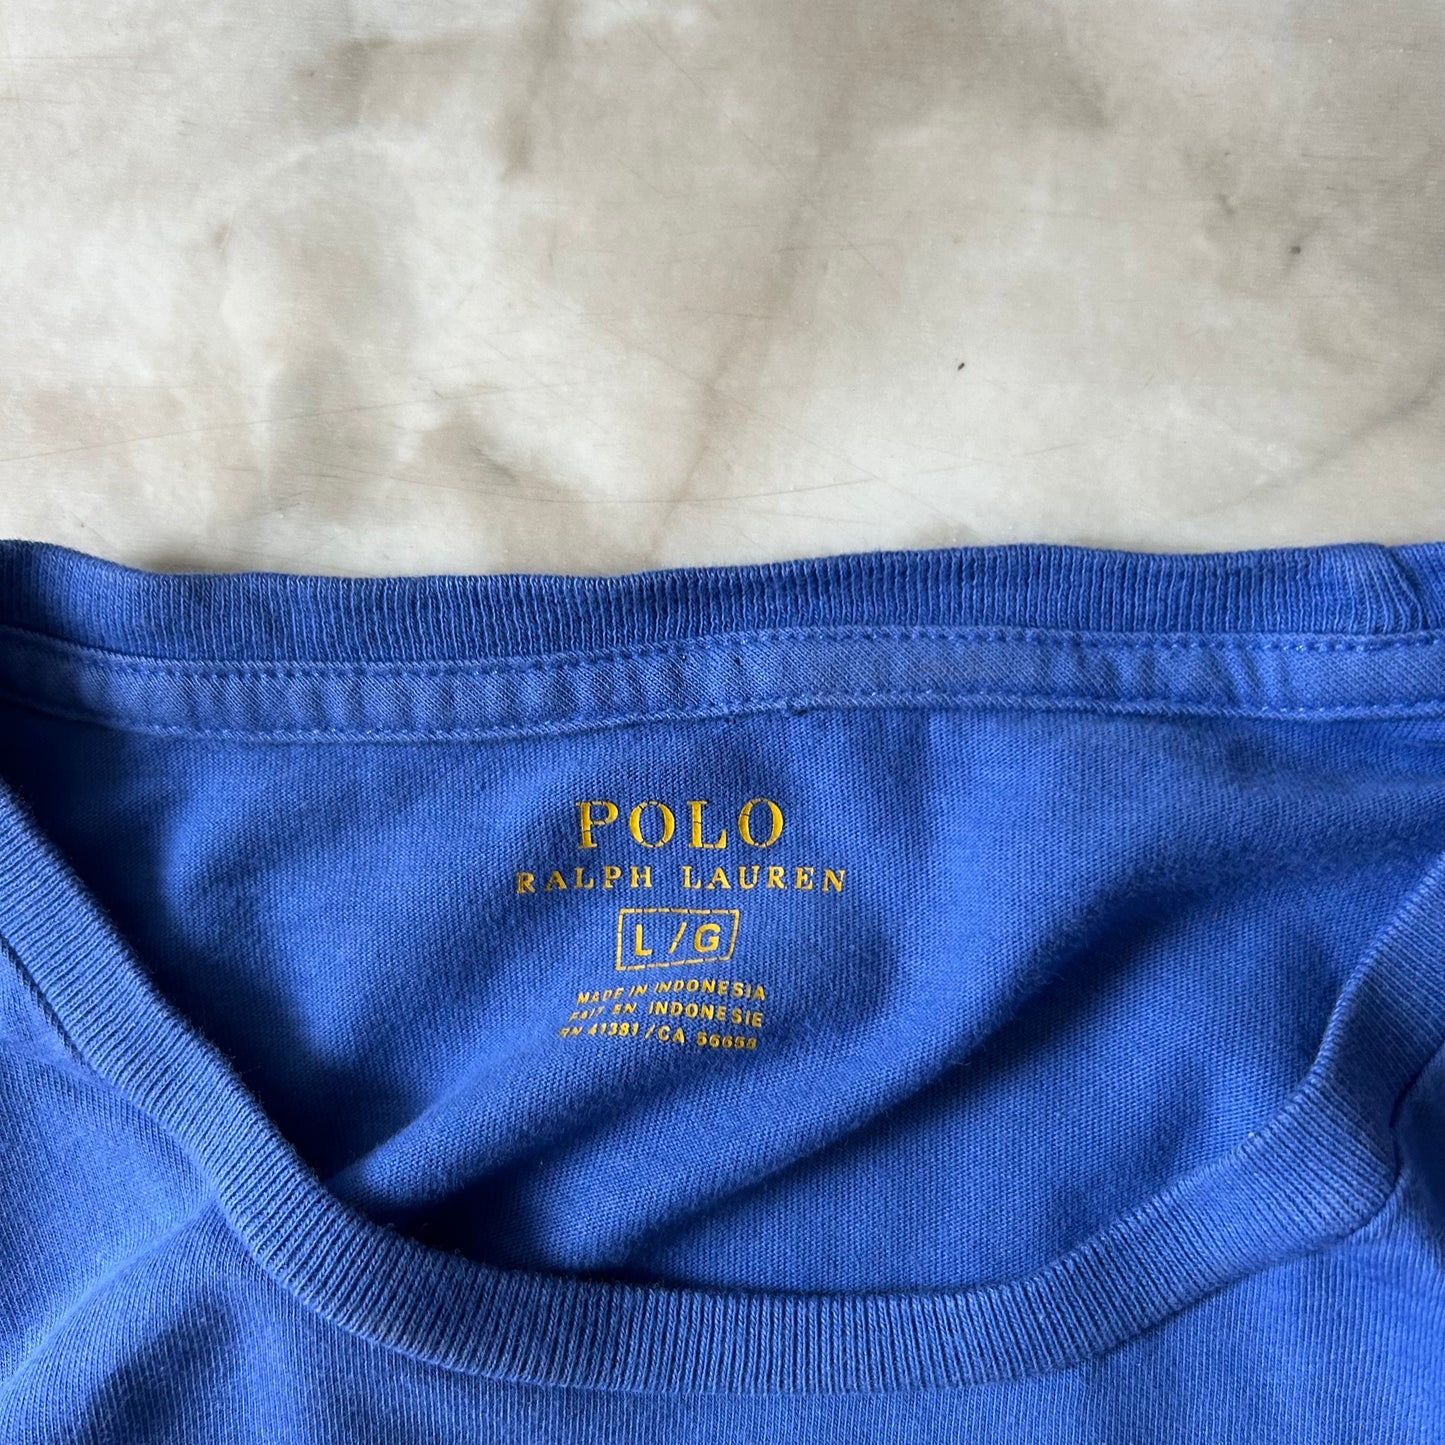 POLO
RALPH LAUREN
L/G
MADE IN INDONESIA
FAIT EN INDONESIE
RN 41381/CA 56658